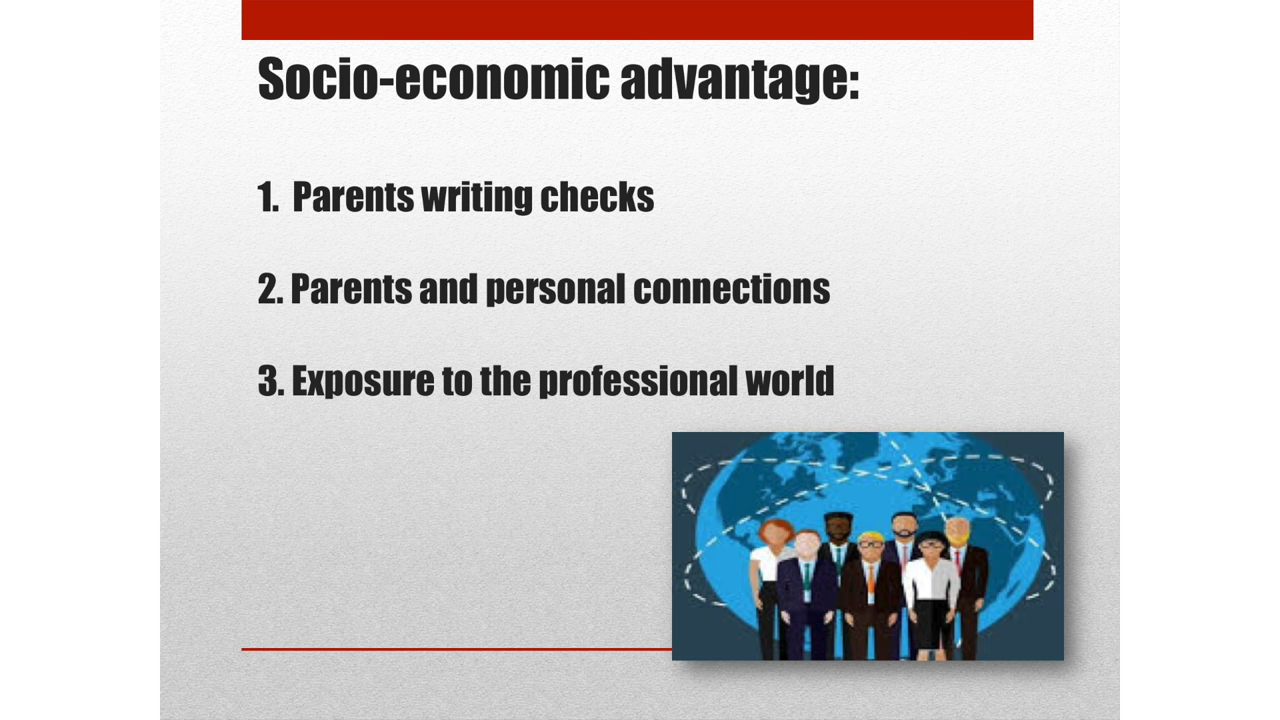 Socio-economic advantage:
1. Parents writing checks
2. Parents and personal connections
3. Exposure to the professional world